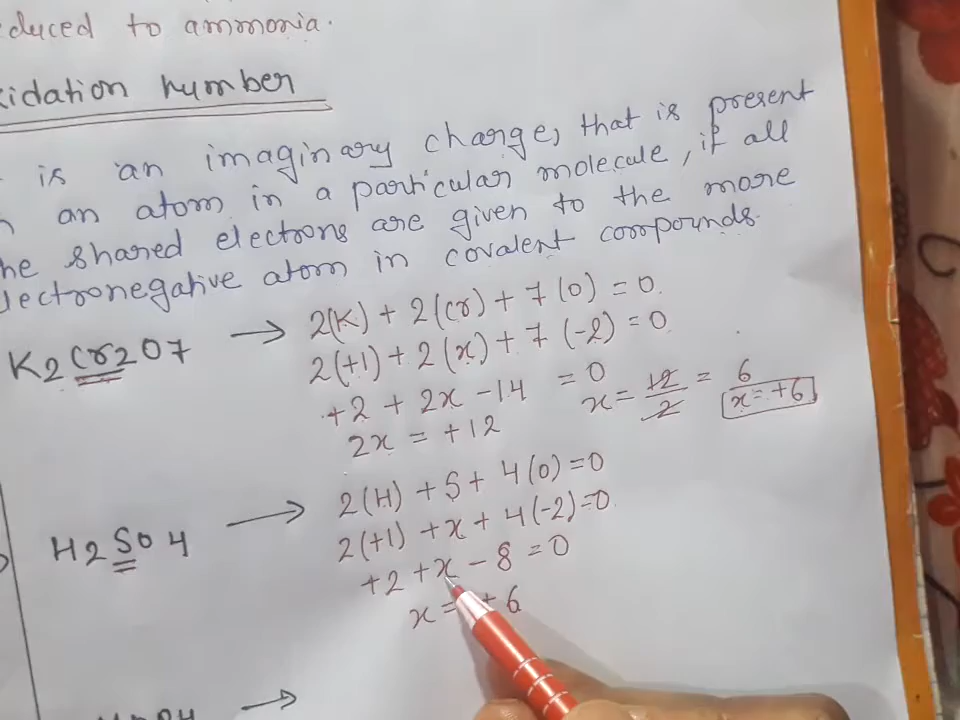 duced to ammonia.
xidation number
is an imaginary charge, that is present
an atom in a particular molecule, if all
he shared electrons are given to the more
lectronegative atom in covalent compounds.
K2Cr2O7 → 2(K) + 2(Cr) + 7(O) = 0
2(+1) + 2(x) + 7(-2) = 0
+2 + 2x - 14 = 0 x = +12/2 = 6
2x = +12 x = +6
H2SO4 → 2(H) + S + 4(O) = 0
2(+1) + x + 4(-2) = 0
+2 + x - 8 = 0
x = +6
→